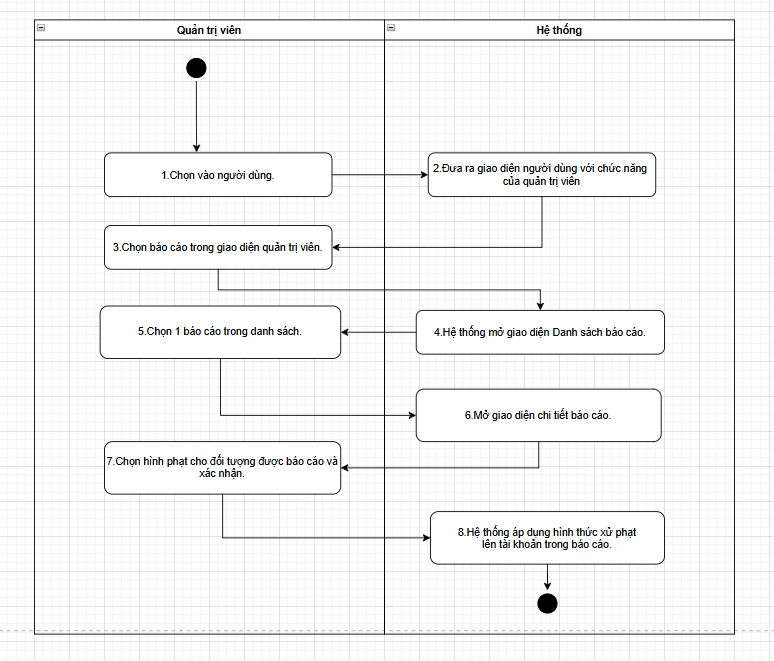 Quản trị viên
Hệ thống
1.Chọn vào người dùng.
2.Đưa ra giao diện người dùng với chức năng
của quản trị viên
3.Chọn báo cáo trong giao diện quản trị viên.
4.Hệ thống mở giao diện Danh sách báo cáo.
5.Chọn 1 báo cáo trong danh sách.
6.Mở giao diện chi tiết báo cáo.
7.Chọn hình phạt cho đối tượng được báo cáo và
xác nhận.
8.Hệ thống áp dụng hình thức xử phạt
lên tài khoản trong báo cáo.